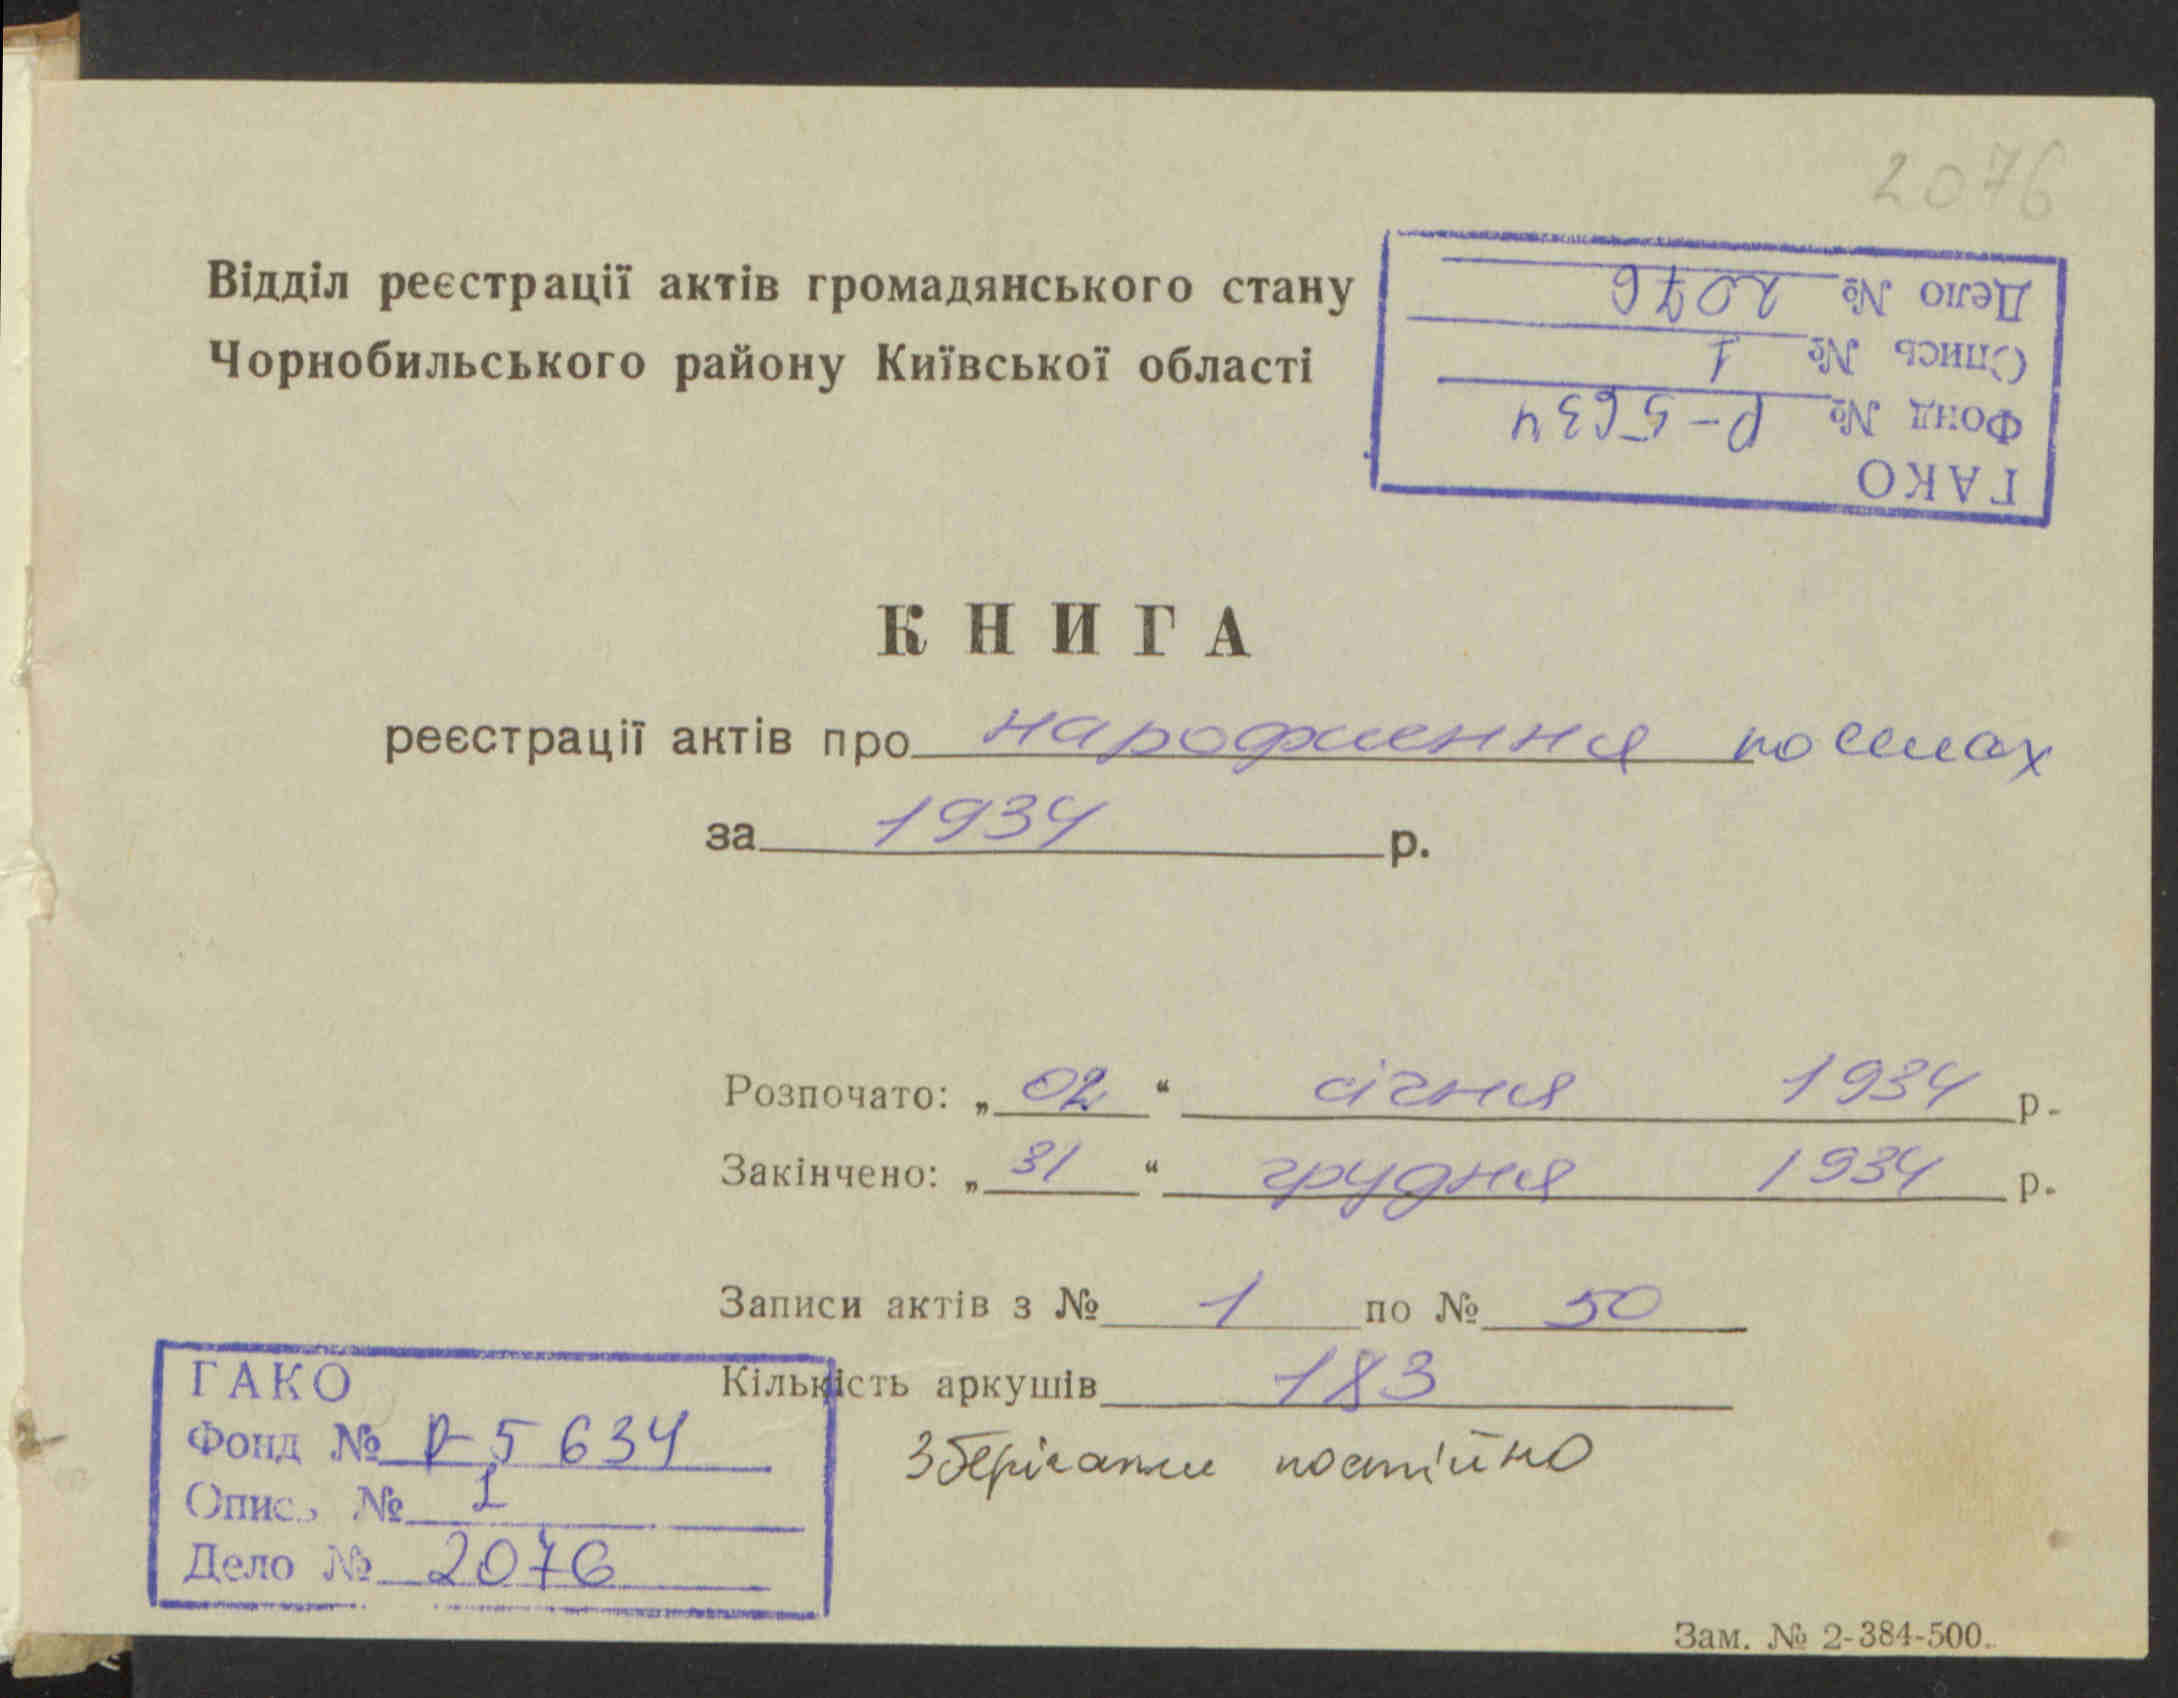 2076
Відділ реєстрації актів громадянського стану
Чорнобильського району Київської області
ГАКО
Фонд № Р-5634
Опись № 1
Дело № 2076
КНИГА
реєстрації актів про народження по селах
за 1934 р.
Розпочато: „02“ січня 1934 р.
Закінчено: „31“ грудня 1934 р.
Записи актів з № 1 по № 50
Кількість аркушів 183
Зберігати постійно
ГАКО
Фонд № Р-5634
Опись № 1
Дело № 2076
Зам. № 2-384-500.